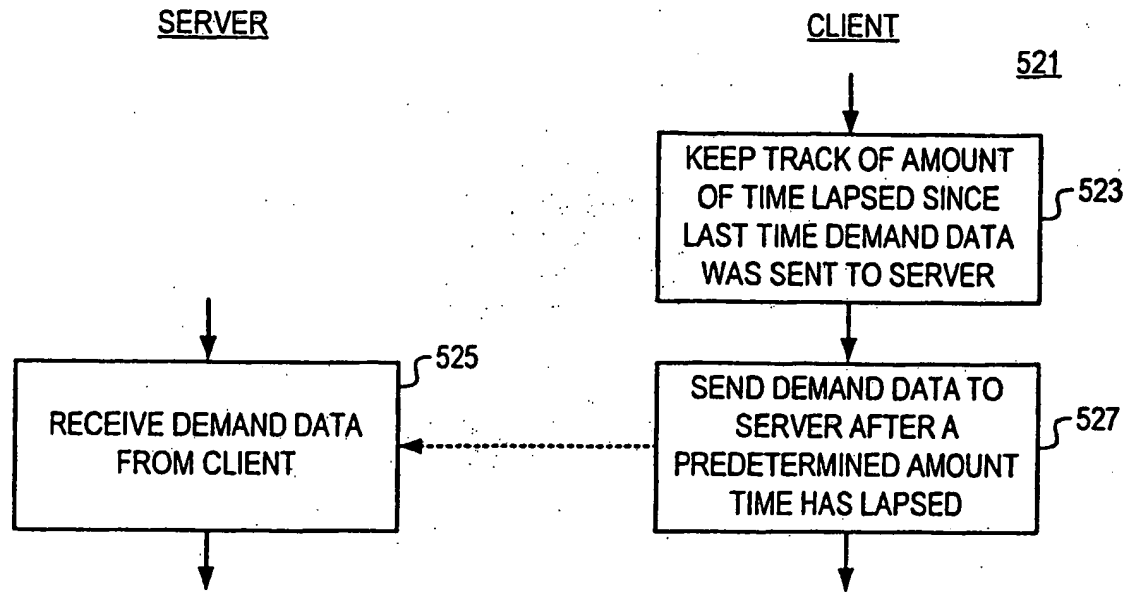 SERVER
CLIENT
521
KEEP TRACK OF AMOUNT
OF TIME LAPSED SINCE
LAST TIME DEMAND DATA
WAS SENT TO SERVER
523
525
RECEIVE DEMAND DATA
FROM CLIENT
SEND DEMAND DATA TO
SERVER AFTER A
PREDETERMINED AMOUNT
TIME HAS LAPSED
527